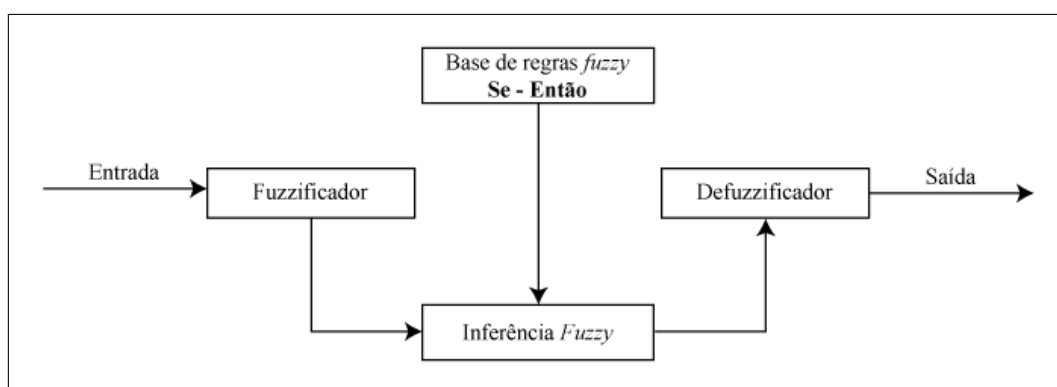 Base de regras fuzzy
Se - Então
Entrada
Fuzzificador
Defuzzificador
Saída
Inferência Fuzzy